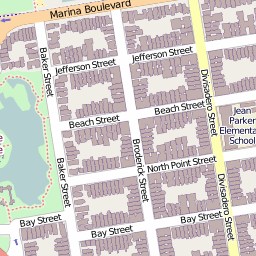 Marina Boulevard
Jefferson Street
Jefferson Street
Baker Street
Divisadero Street
Beach Street
Beach Street
Jean
Parker
Elementa
School
Broderick Street
North Point Street
Baker Street
Divisadero Street
Bay Street
Bay Street